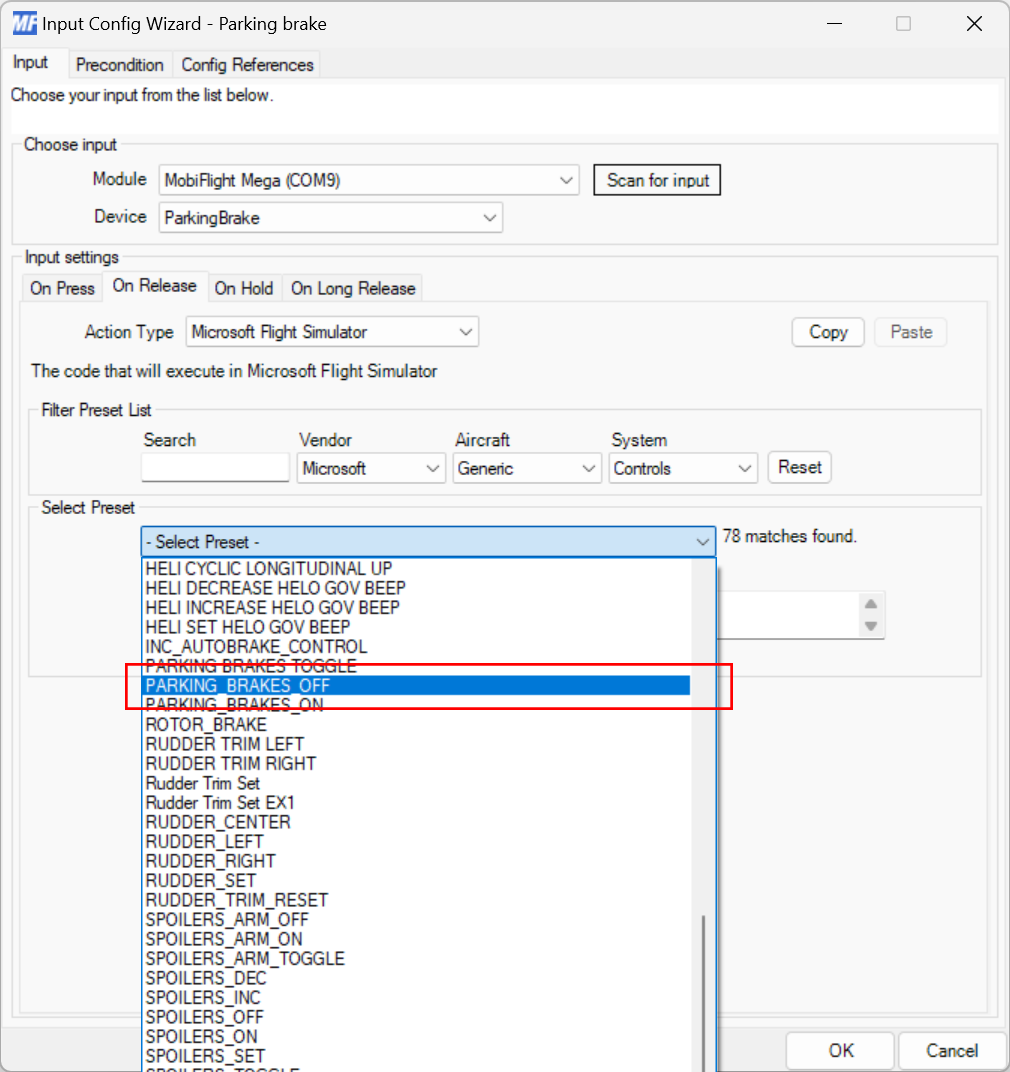 MF Input Config Wizard - Parking brake
Input Precondition Config References
Choose your input from the list below.
Choose input
Module MobiFlight Mega (COM9) Scan for input
Device ParkingBrake
Input settings
On Press On Release On Hold On Long Release
Action Type Microsoft Flight Simulator Copy Paste
The code that will execute in Microsoft Flight Simulator
Filter Preset List
Search Vendor Aircraft System
Microsoft Generic Controls Reset
Select Preset
- Select Preset - 78 matches found.
HELI CYCLIC LONGITUDINAL UP
HELI DECREASE HELO GOV BEEP
HELI INCREASE HELO GOV BEEP
HELI SET HELO GOV BEEP
INC_AUTOBRAKE_CONTROL
PARKING BRAKES TOGGLE
PARKING_BRAKES_OFF
PARKING_BRAKES_ON
ROTOR_BRAKE
RUDDER TRIM LEFT
RUDDER TRIM RIGHT
Rudder Trim Set
Rudder Trim Set EX1
RUDDER_CENTER
RUDDER_LEFT
RUDDER_RIGHT
RUDDER_SET
RUDDER_TRIM_RESET
SPOILERS_ARM_OFF
SPOILERS_ARM_ON
SPOILERS_ARM_TOGGLE
SPOILERS_DEC
SPOILERS_INC
SPOILERS_OFF
SPOILERS_ON
SPOILERS_SET
SPOILERS_TOGGLE
OK Cancel